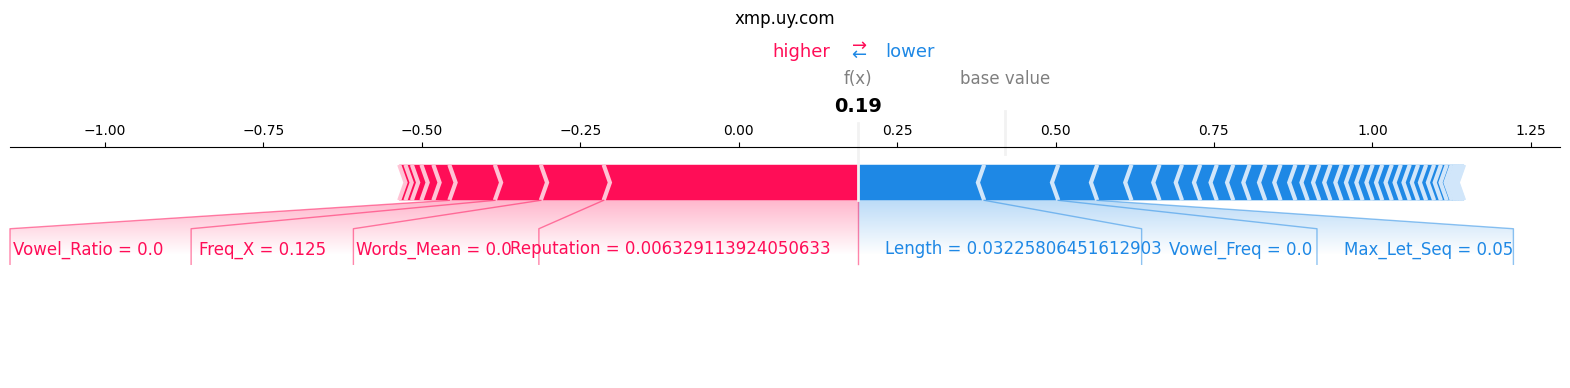 xmp.uy.com
higher ⇄ lower
f(x) base value
0.19
−1.00 −0.75 −0.50 −0.25 0.00 0.25 0.50 0.75 1.00 1.25
Vowel_Ratio = 0.0 Freq_X = 0.125 Words_Mean = 0.0 Reputation = 0.006329113924050633 Length = 0.03225806451612903 Vowel_Freq = 0.0 Max_Let_Seq = 0.05